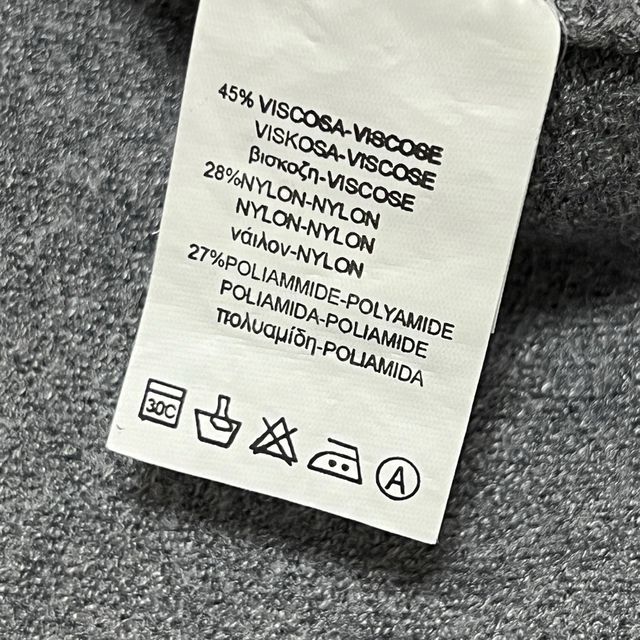 45% VISCOSA-VISCOSE
VISKOSA-VISCOSE
βισκοζη-VISCOSE
28%NYLON-NYLON
NYLON-NYLON
νάιλον-NYLON
27%POLIAMMIDE-POLYAMIDE
POLIAMIDA-POLIAMIDE
πολυαμίδη-POLIAMIDA
30C
A